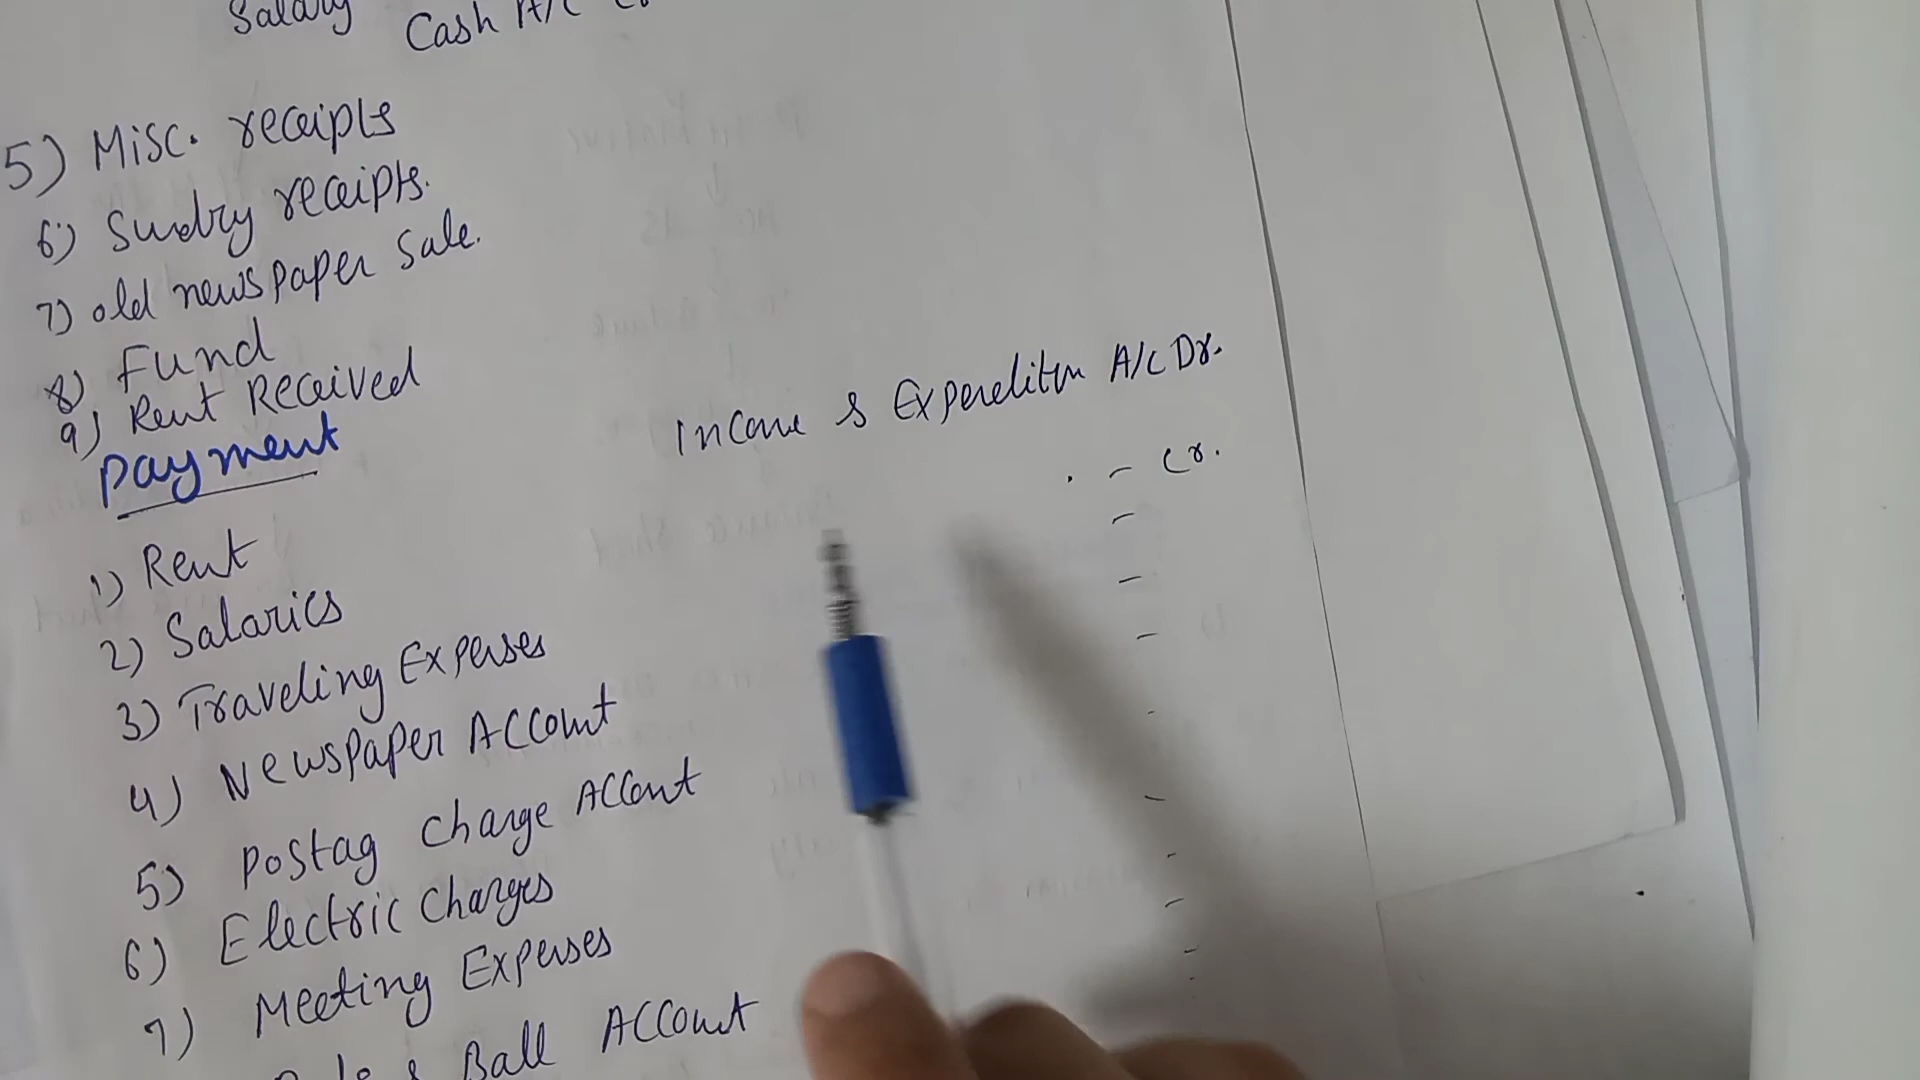 Salary
Cash A/C
5) Misc. receipts
6) Sundry receipts.
7) old newspaper sale.
8) Fund
9) Rent Received
Payment
Income & Expenditure A/C Dr.
- Cr.
1) Rent
2) Salaries
3) Traveling Expenses
4) Newspaper Account
5) Postag Charge Account
6) Electric Charges
7) Meeting Expenses
& Ball Account